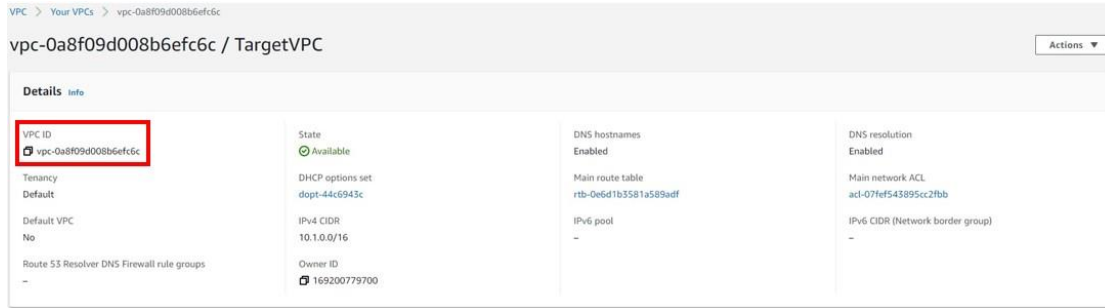 VPC > Your VPCs > vpc-0a8f09d008b6efc6c
vpc-0a8f09d008b6efc6c / TargetVPC
Actions ▼
Details Info
VPC ID
vpc-0a8f09d008b6efc6c
State
Available
DNS hostnames
Enabled
DNS resolution
Enabled
Tenancy
Default
DHCP options set
dopt-44c6943c
Main route table
rtb-0e6d1b3581a589adf
Main network ACL
acl-07fef543895cc2fbb
Default VPC
No
IPv4 CIDR
10.1.0.0/16
IPv6 pool
–
IPv6 CIDR (Network border group)
–
Route 53 Resolver DNS Firewall rule groups
–
Owner ID
169200779700